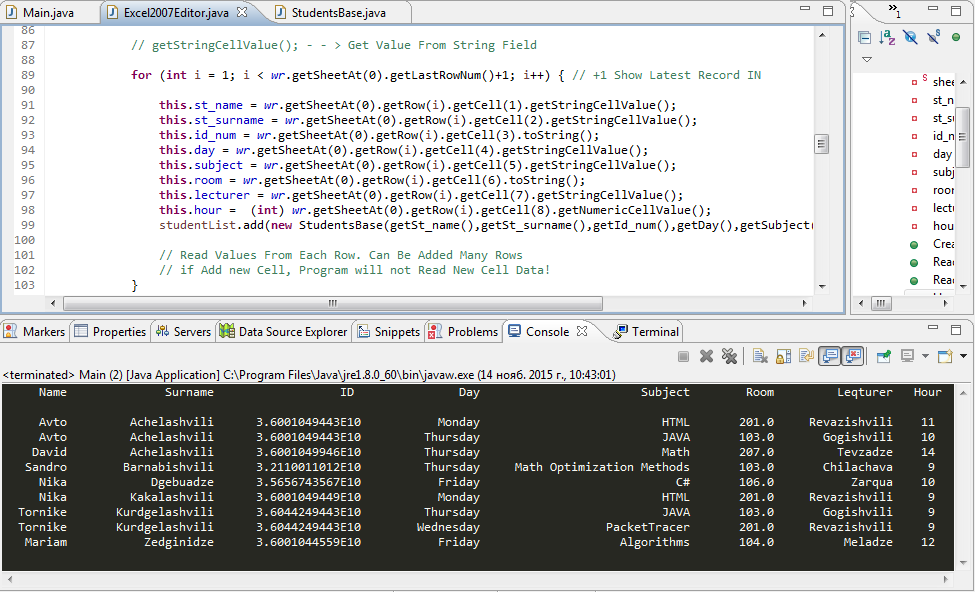 Main.java Excel2007Editor.java StudentsBase.java
1
86
87 // getStringCellValue(); - - > Get Value From String Field
88
89 for (int i = 1; i < wr.getSheetAt(0).getLastRowNum()+1; i++) { // +1 Show Latest Record IN
90
91 this.st_name = wr.getSheetAt(0).getRow(i).getCell(1).getStringCellValue();
92 this.st_surname = wr.getSheetAt(0).getRow(i).getCell(2).getStringCellValue();
93 this.id_num = wr.getSheetAt(0).getRow(i).getCell(3).toString();
94 this.day = wr.getSheetAt(0).getRow(i).getCell(4).getStringCellValue();
95 this.subject = wr.getSheetAt(0).getRow(i).getCell(5).getStringCellValue();
96 this.room = wr.getSheetAt(0).getRow(i).getCell(6).toString();
97 this.lecturer = wr.getSheetAt(0).getRow(i).getCell(7).getStringCellValue();
98 this.hour = (int) wr.getSheetAt(0).getRow(i).getCell(8).getNumericCellValue();
99 studentList.add(new StudentsBase(getSt_name(),getSt_surname(),getId_num(),getDay(),getSubject(
100
101 // Read Values From Each Row. Can Be Added Many Rows
102 // if Add new Cell, Program will not Read New Cell Data!
103 }
S shee
st_n
st_su
id_n
day
subj
roor
lectu
hou
Crea
Read
Read
Markers Properties Servers Data Source Explorer Snippets Problems Console Terminal
<terminated> Main (2) [Java Application] C:\Program Files\Java\jre1.8.0_60\bin\javaw.exe (14 нояб. 2015 г., 10:43:01)
Name Surname ID Day Subject Room Leqturer Hour
Avto Achelashvili 3.6001049443E10 Monday HTML 201.0 Revazishvili 11
Avto Achelashvili 3.6001049443E10 Thursday JAVA 103.0 Gogishvili 10
David Achelashvili 3.6001049946E10 Thursday Math 207.0 Tevzadze 14
Sandro Barnabishvili 3.2110011012E10 Thursday Math Optimization Methods 103.0 Chilachava 9
Nika Dgebuadze 3.5656743567E10 Friday C# 106.0 Zarqua 10
Nika Kakalashvili 3.6001049449E10 Monday HTML 201.0 Revazishvili 9
Tornike Kurdgelashvili 3.6044249443E10 Thursday JAVA 103.0 Gogishvili 9
Tornike Kurdgelashvili 3.6044249443E10 Wednesday PacketTracer 201.0 Revazishvili 9
Mariam Zedginidze 3.6001044559E10 Friday Algorithms 104.0 Meladze 12